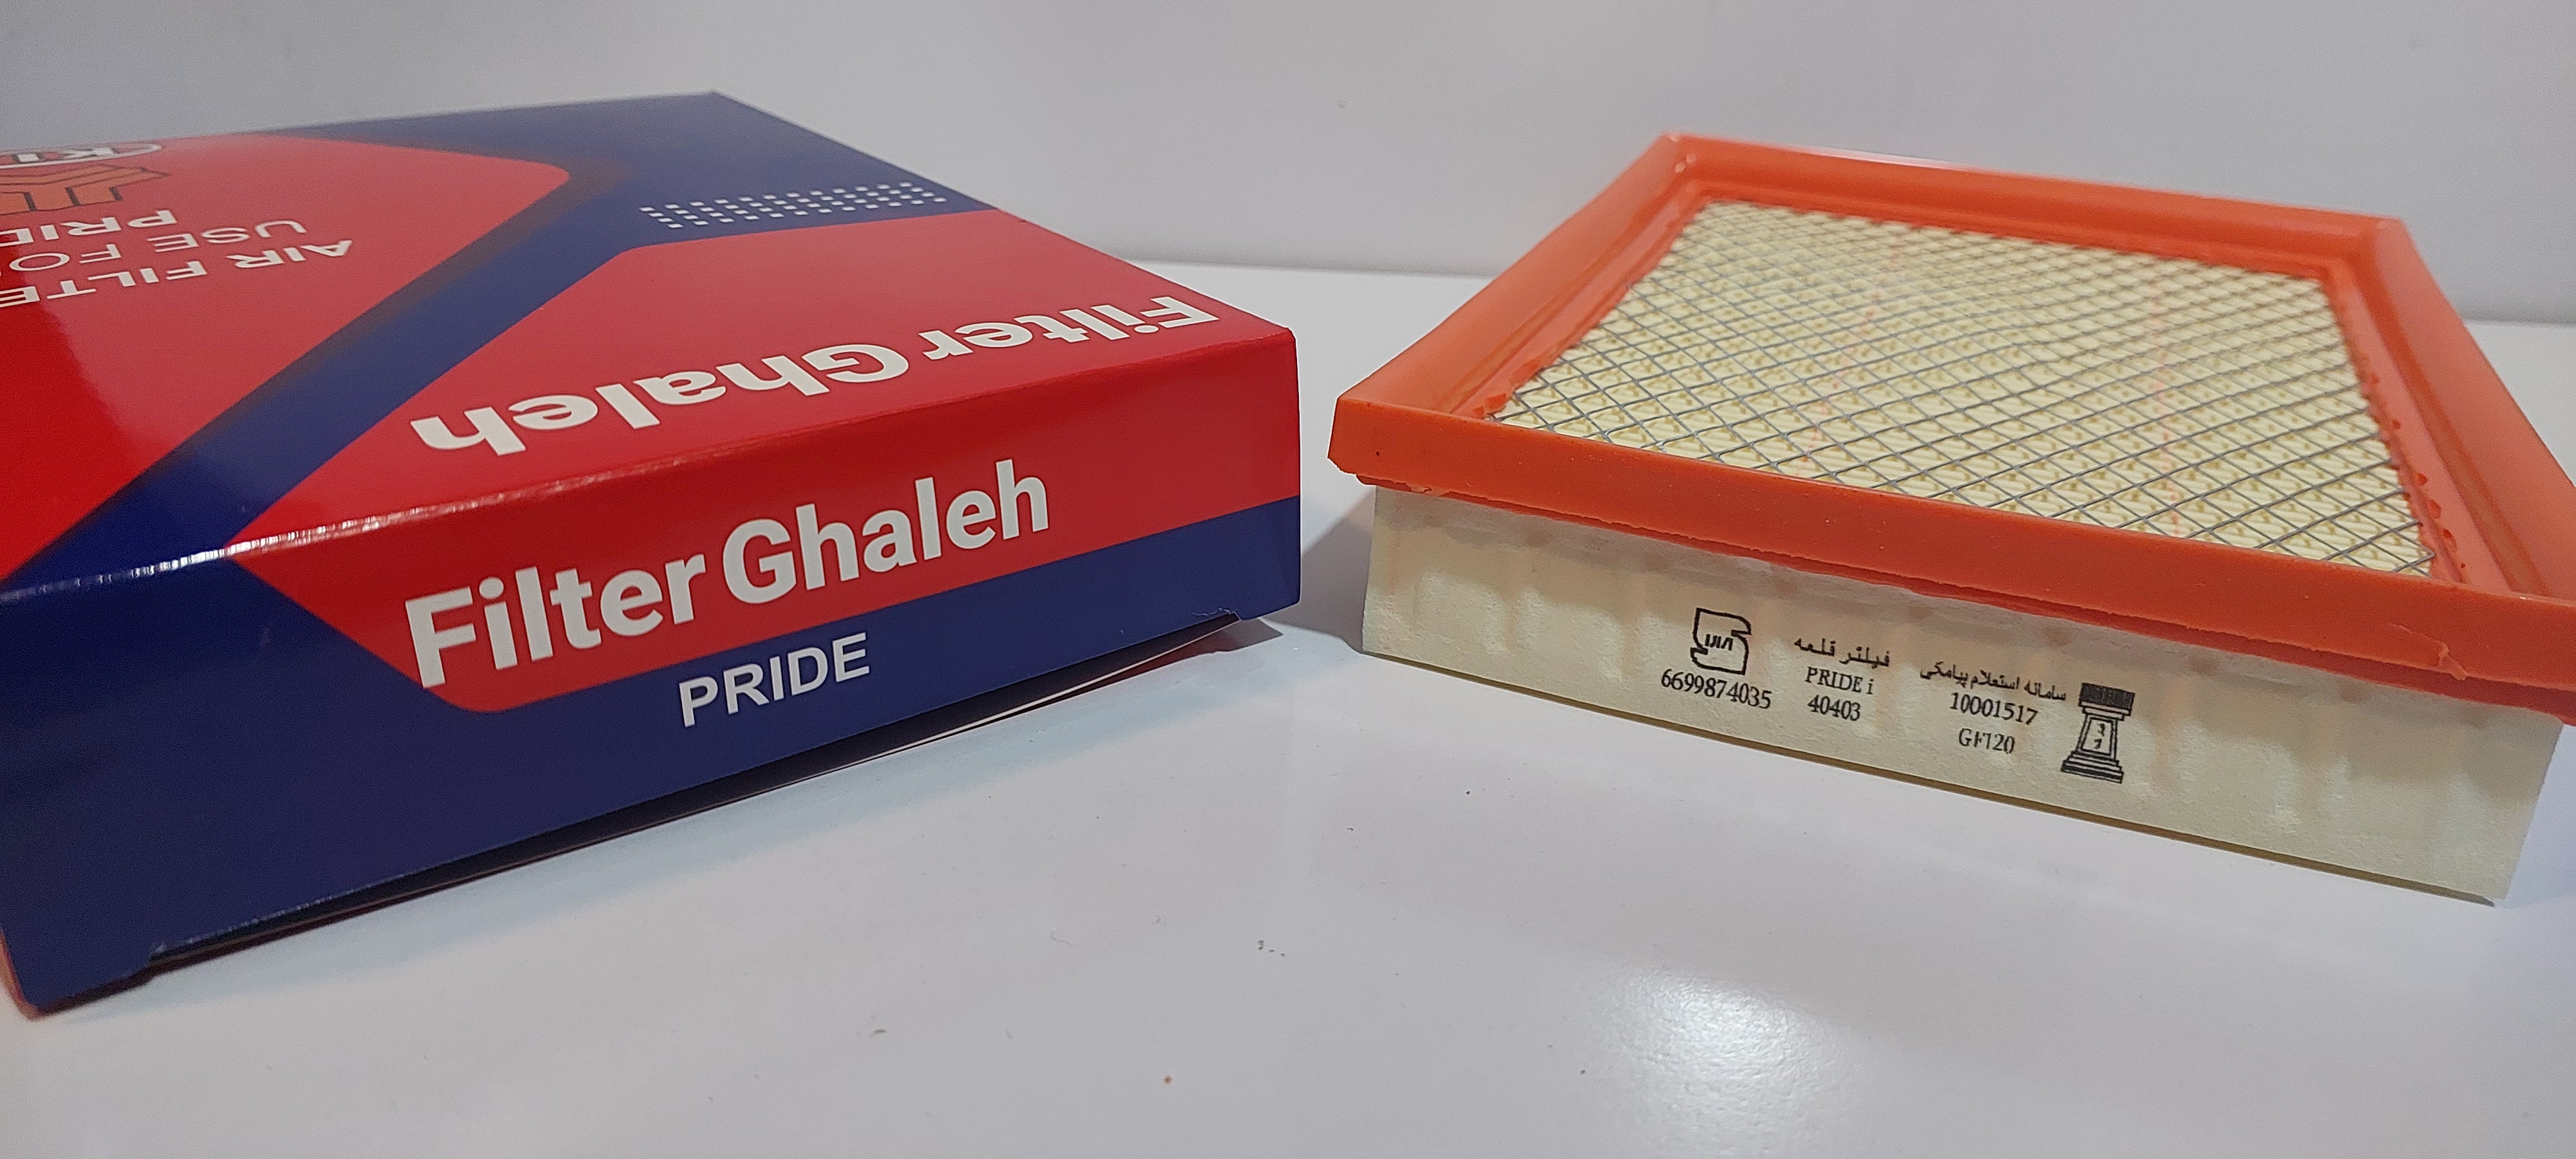 AIR FILTE
USE FO
PRID
Filter Ghaleh
Filter Ghaleh
PRIDE
6699874035
فیلتر قلعه
PRIDE i
40403
سامانه استعلام پیامکی
10001517